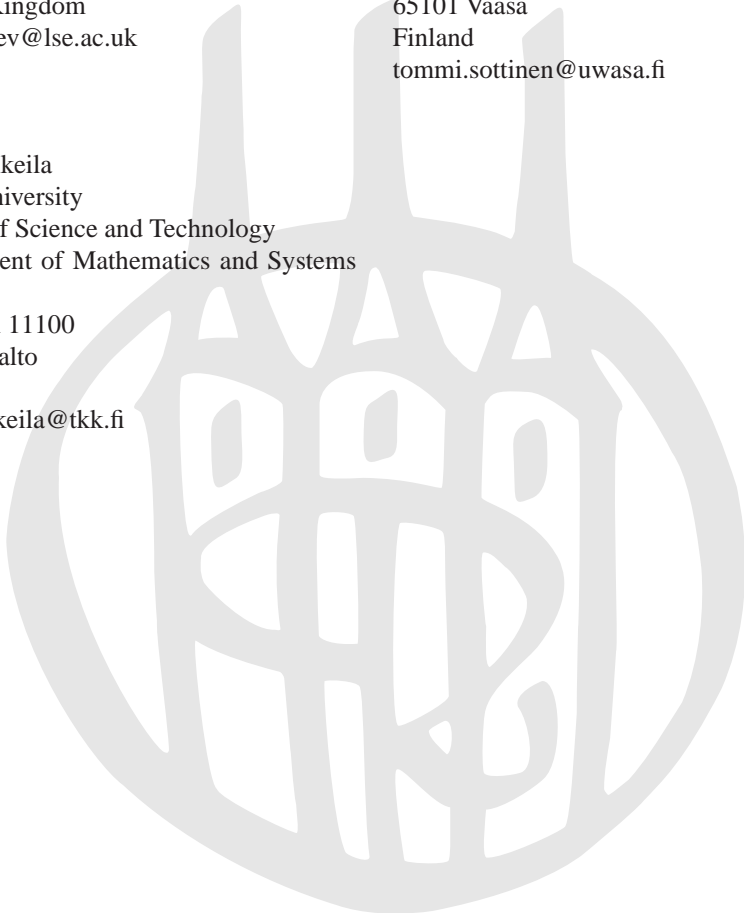 Kingdom
ev@lse.ac.uk
keila
niversity
f Science and Technology
ent of Mathematics and Systems
11100
alto
keila@tkk.fi
65101 Vaasa
Finland
tommi.sottinen@uwasa.fi